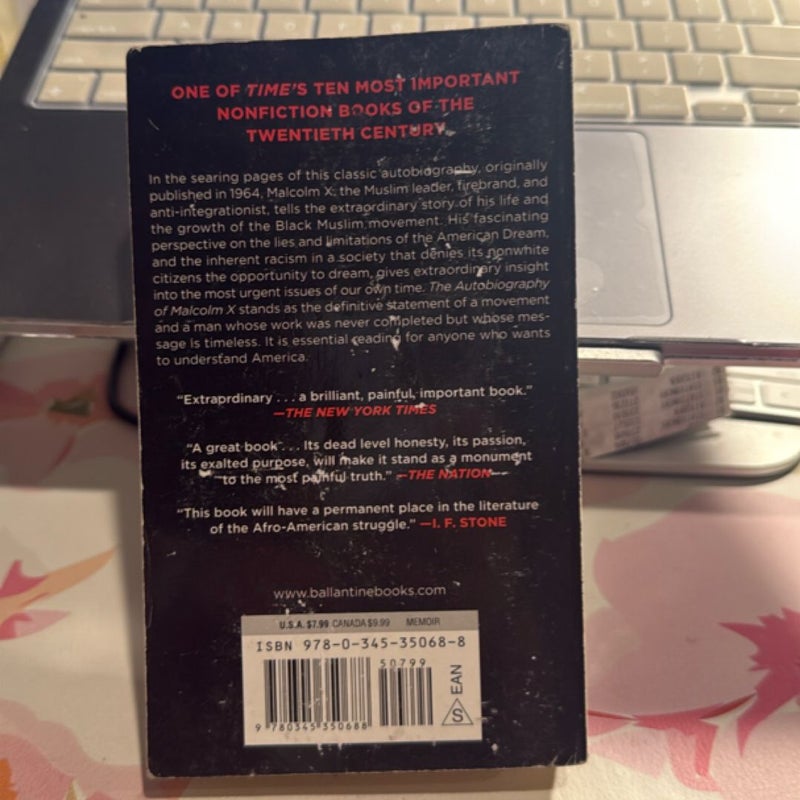 ONE OF TIME'S TEN MOST IMPORTANT
NONFICTION BOOKS OF THE
TWENTIETH CENTURY
In the searing pages of this classic autobiography, originally
published in 1964, Malcolm X, the Muslim leader, firebrand, and
anti-integrationist, tells the extraordinary story of his life and
the growth of the Black Muslim movement. His fascinating
perspective on the lies and limitations of the American Dream,
and the inherent racism in a society that denies its nonwhite
citizens the opportunity to dream, gives extraordinary insight
into the most urgent issues of our own time. The Autobiography
of Malcolm X stands as the definitive statement of a movement
and a man whose work was never completed but whose mes-
sage is timeless. It is essential reading for anyone who wants
to understand America.
"Extraordinary . . . a brilliant, painful, important book."
—THE NEW YORK TIMES
"A great book . . . Its dead level honesty, its passion,
its exalted purpose, will make it stand as a monument
to the most painful truth." —THE NATION
"This book will have a permanent place in the literature
of the Afro-American struggle." —I. F. STONE
www.ballantinebooks.com
U.S.A. $7.99 CANADA $9.99 MEMOIR
ISBN 978-0-345-35068-8
50799
9 780345 350688
EAN
S